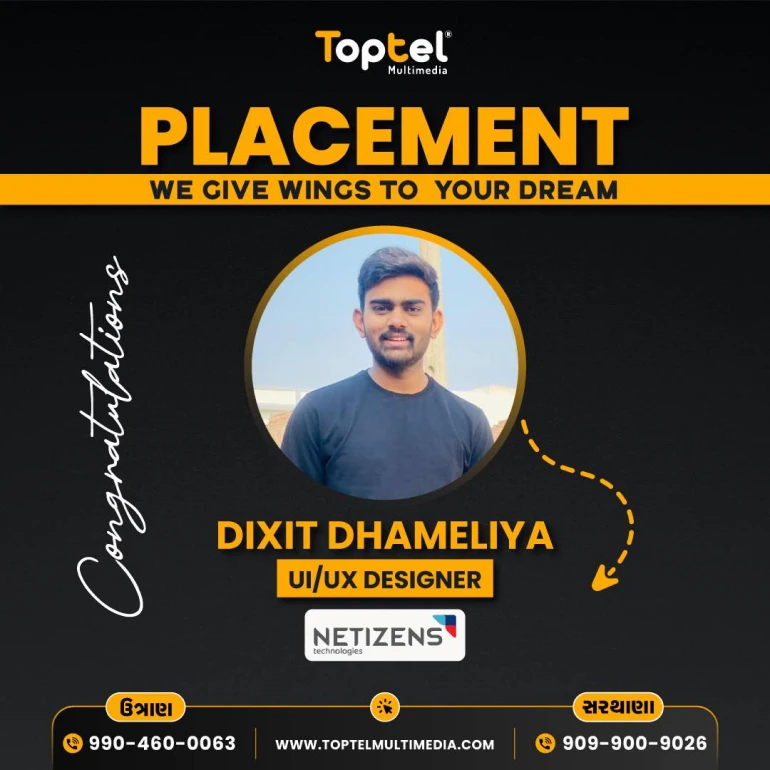 Toptel®
Multimedia
PLACEMENT
WE GIVE WINGS TO YOUR DREAM
Congratulations
DIXIT DHAMELIYA
UI/UX DESIGNER
NETIZENS
technologies
ઉત્રાણ
સરથાણા
990-460-0063
WWW.TOPTELMULTIMEDIA.COM
909-900-9026